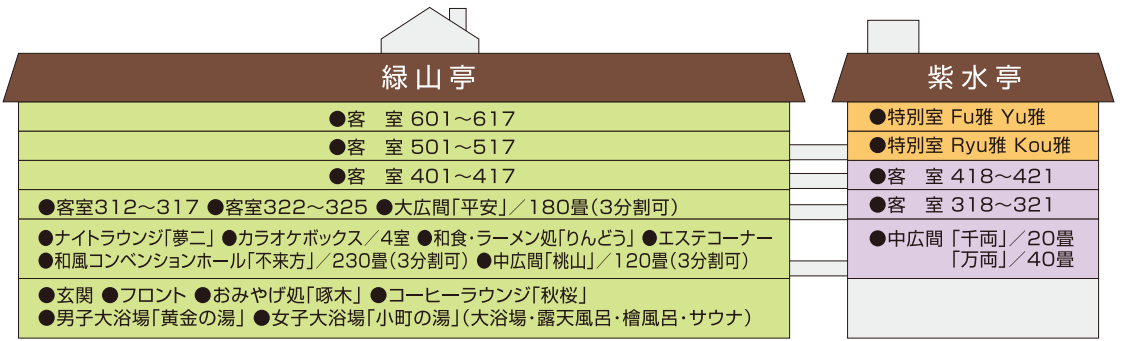 緑山亭
●客　室 601〜617
●客　室 501〜517
●客　室 401〜417
●客室312〜317 ●客室322〜325 ●大広間「平安」／180畳（3分割可）
●ナイトラウンジ「夢二」 ●カラオケボックス／4室 ●和食・ラーメン処「りんどう」 ●エステコーナー
●和風コンベンションホール「不来方」／230畳（3分割可） ●中広間「桃山」／120畳（3分割可）
●玄関 ●フロント ●おみやげ処「啄木」 ●コーヒーラウンジ「秋桜」
●男子大浴場「黄金の湯」 ●女子大浴場「小町の湯」（大浴場・露天風呂・檜風呂・サウナ）
紫水亭
●特別室 Fu雅 Yu雅
●特別室 Ryu雅 Kou雅
●客　室 418〜421
●客　室 318〜321
●中広間 「千両」／20畳
「万両」／40畳